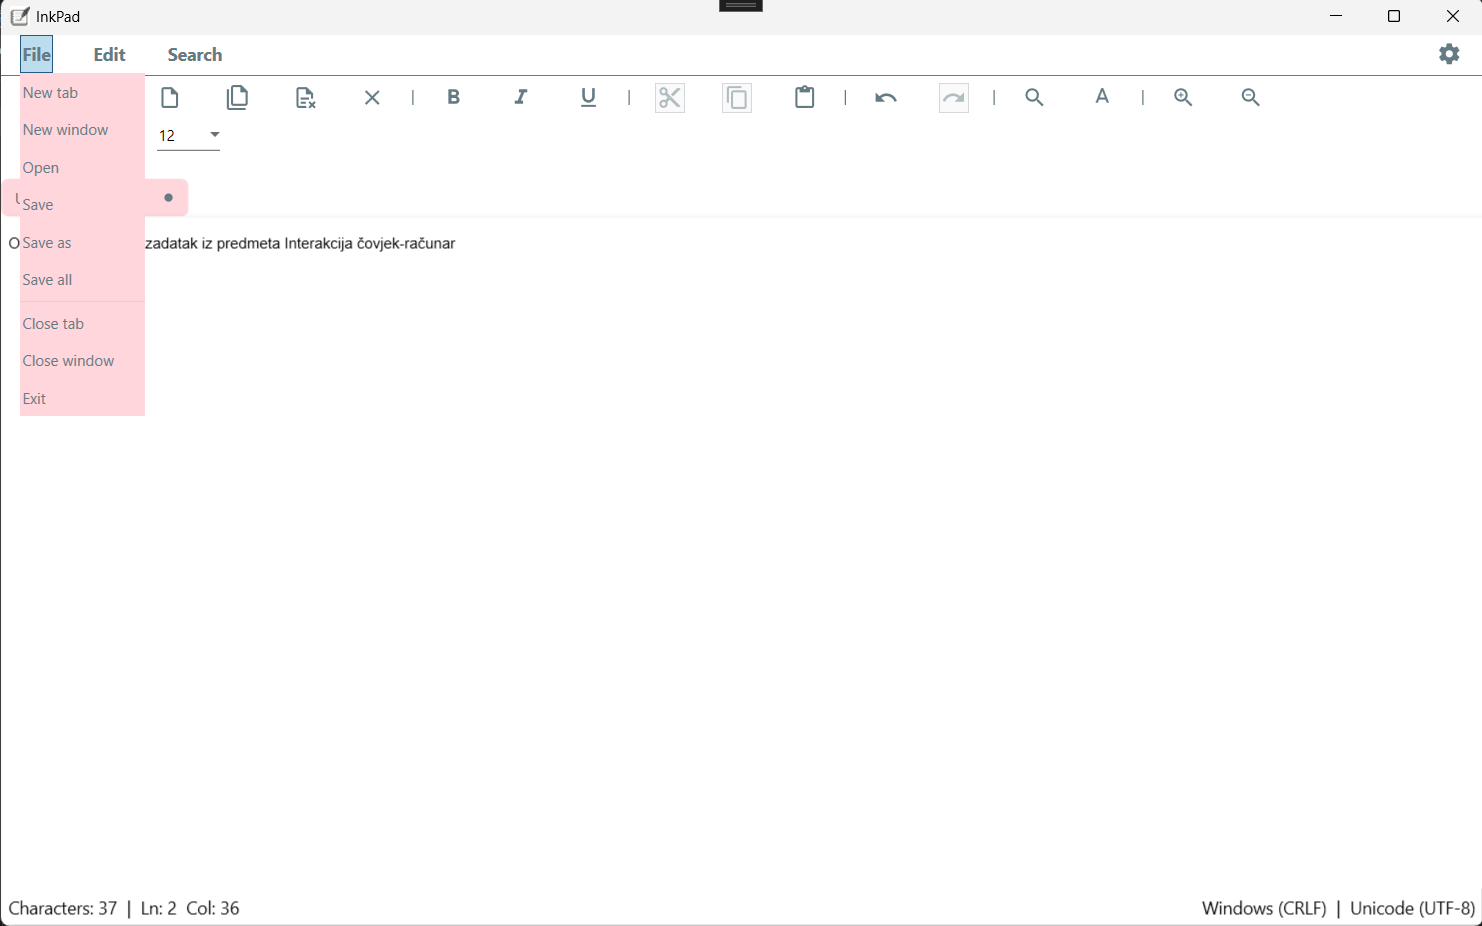 InkPad
File Edit Search
New tab
New window
12
Open
Save
Save as
zadatak iz predmeta Interakcija čovjek-računar
Save all
Close tab
Close window
Exit
Characters: 37 | Ln: 2 Col: 36
Windows (CRLF) | Unicode (UTF-8)